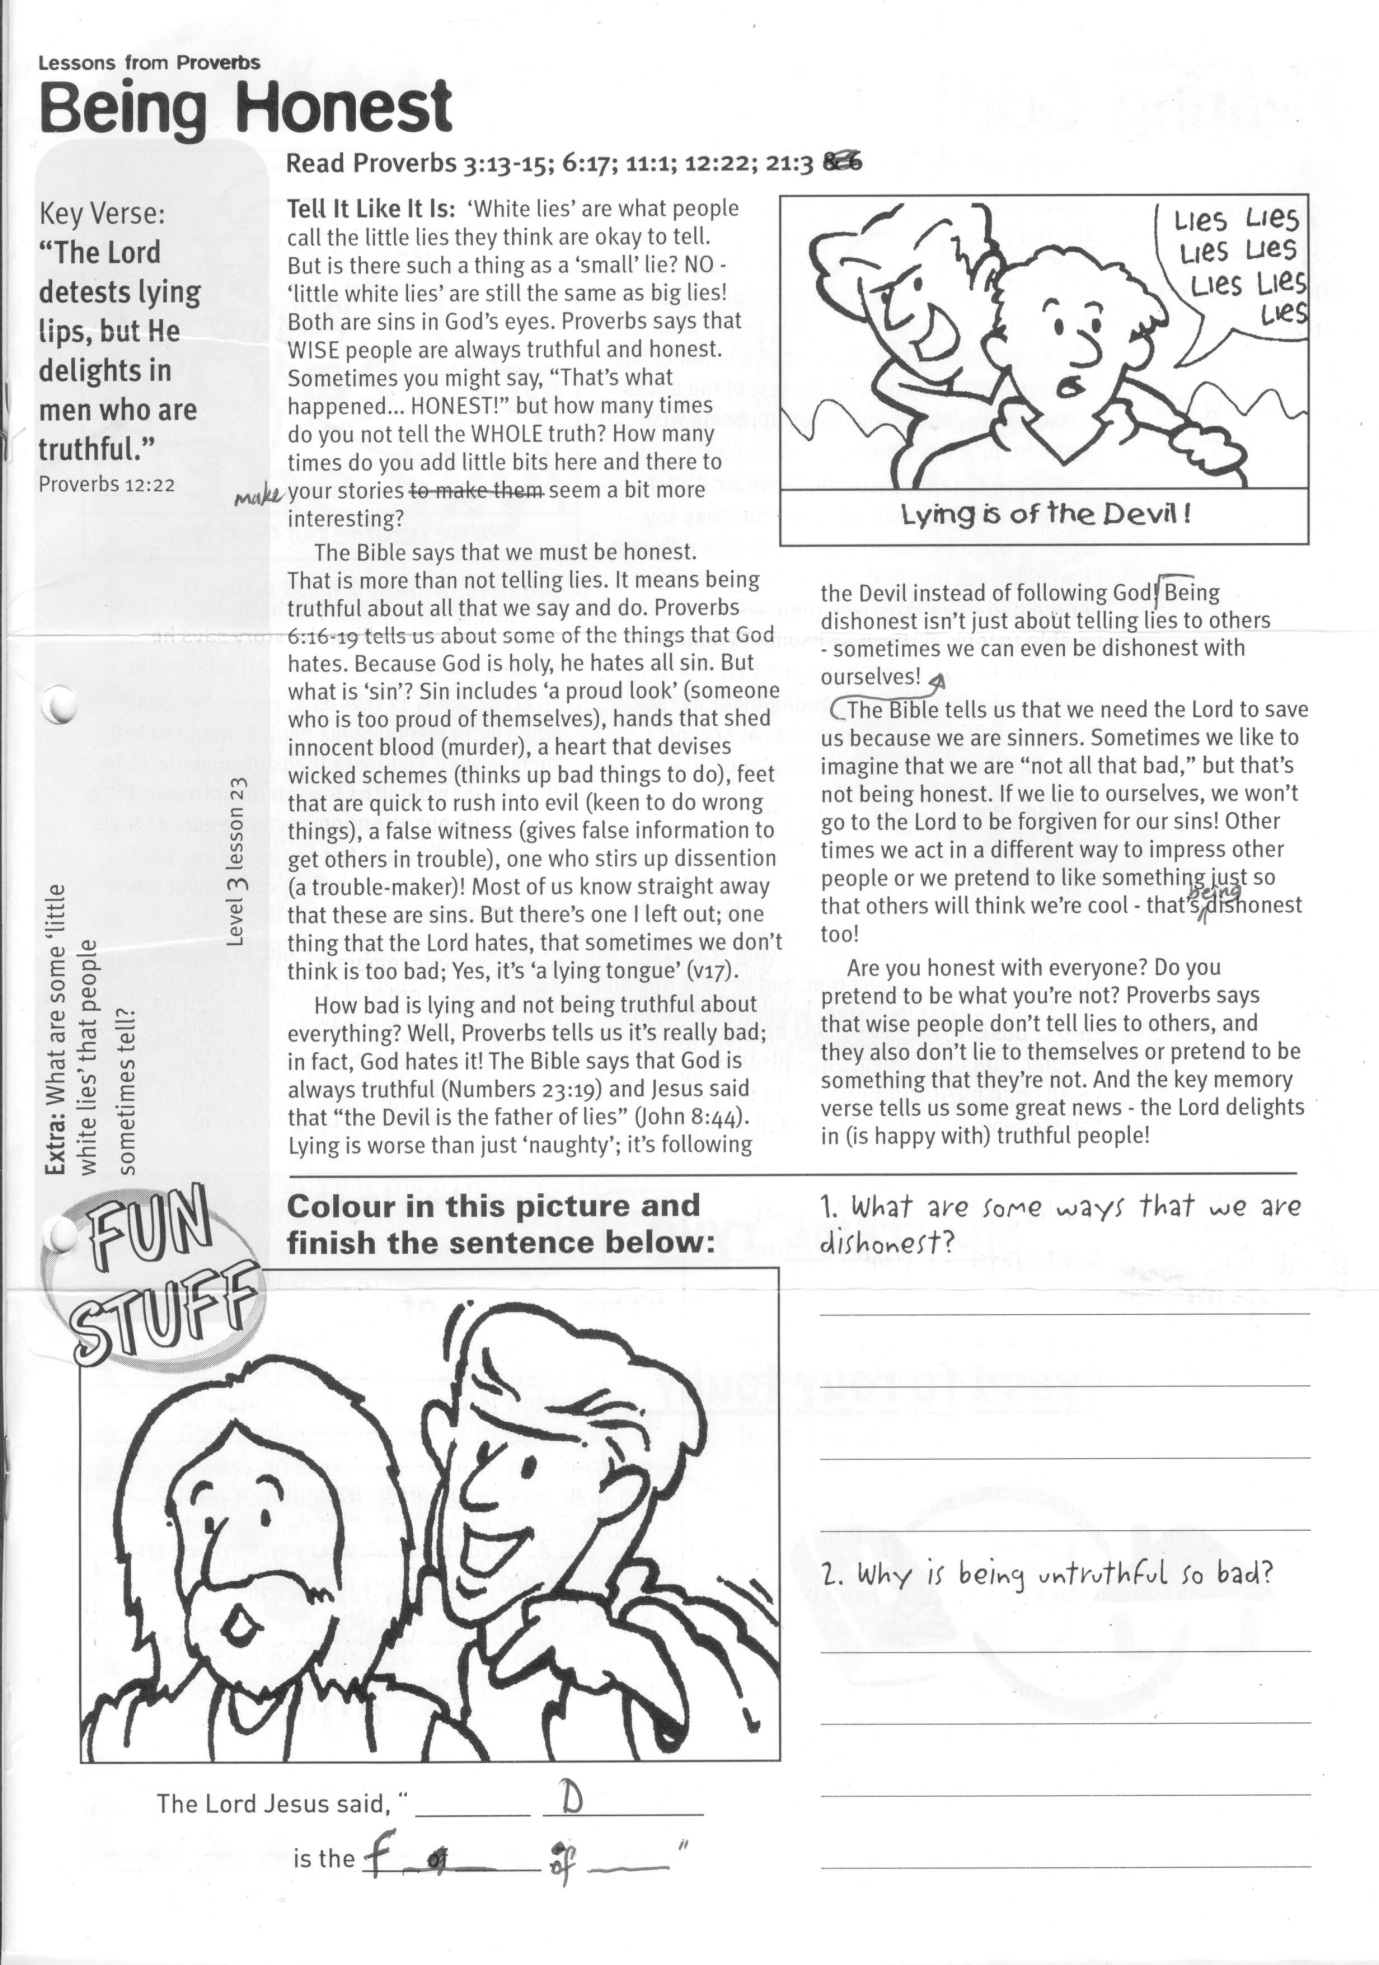 Lessons from Proverbs
Being Honest
Read Proverbs 3:13-15; 6:17; 11:1; 12:22; 21:3 & 6
Key Verse:
“The Lord
detests lying
lips, but He
delights in
men who are
truthful.”
Proverbs 12:22
Level 3 lesson 23
Extra: What are some ‘little
white lies’ that people
sometimes tell?
Tell It Like It Is: ‘White lies’ are what people
call the little lies they think are okay to tell.
But is there such a thing as a ‘small’ lie? NO -
‘little white lies’ are still the same as big lies!
Both are sins in God’s eyes. Proverbs says that
WISE people are always truthful and honest.
Sometimes you might say, “That’s what
happened... HONEST!” but how many times
do you not tell the WHOLE truth? How many
times do you add little bits here and there to
make your stories to make them seem a bit more
interesting?
The Bible says that we must be honest.
That is more than not telling lies. It means being
truthful about all that we say and do. Proverbs
6:16-19 tells us about some of the things that God
hates. Because God is holy, he hates all sin. But
what is ‘sin’? Sin includes ‘a proud look’ (someone
who is too proud of themselves), hands that shed
innocent blood (murder), a heart that devises
wicked schemes (thinks up bad things to do), feet
that are quick to rush into evil (keen to do wrong
things), a false witness (gives false information to
get others in trouble), one who stirs up dissention
(a trouble-maker)! Most of us know straight away
that these are sins. But there’s one I left out; one
thing that the Lord hates, that sometimes we don’t
think is too bad; Yes, it’s ‘a lying tongue’ (v17).
How bad is lying and not being truthful about
everything? Well, Proverbs tells us it’s really bad;
in fact, God hates it! The Bible says that God is
always truthful (Numbers 23:19) and Jesus said
that “the Devil is the father of lies” (John 8:44).
Lying is worse than just ‘naughty’; it’s following
Lies Lies
Lies Lies
Lies Lies
Lies
Lying is of the Devil!
the Devil instead of following God! Being
dishonest isn’t just about telling lies to others
- sometimes we can even be dishonest with
ourselves!
The Bible tells us that we need the Lord to save
us because we are sinners. Sometimes we like to
imagine that we are “not all that bad,” but that’s
not being honest. If we lie to ourselves, we won’t
go to the Lord to be forgiven for our sins! Other
times we act in a different way to impress other
people or we pretend to like something just so
that others will think we’re cool - that’s being dishonest
too!
Are you honest with everyone? Do you
pretend to be what you’re not? Proverbs says
that wise people don’t tell lies to others, and
they also don’t lie to themselves or pretend to be
something that they’re not. And the key memory
verse tells us some great news - the Lord delights
in (is happy with) truthful people!
FUN
STUFF
Colour in this picture and
finish the sentence below:
The Lord Jesus said, “ ________ D________
is the f________ of ______ ”
1. What are some ways that we are
dishonest?
2. Why is being untruthful so bad?